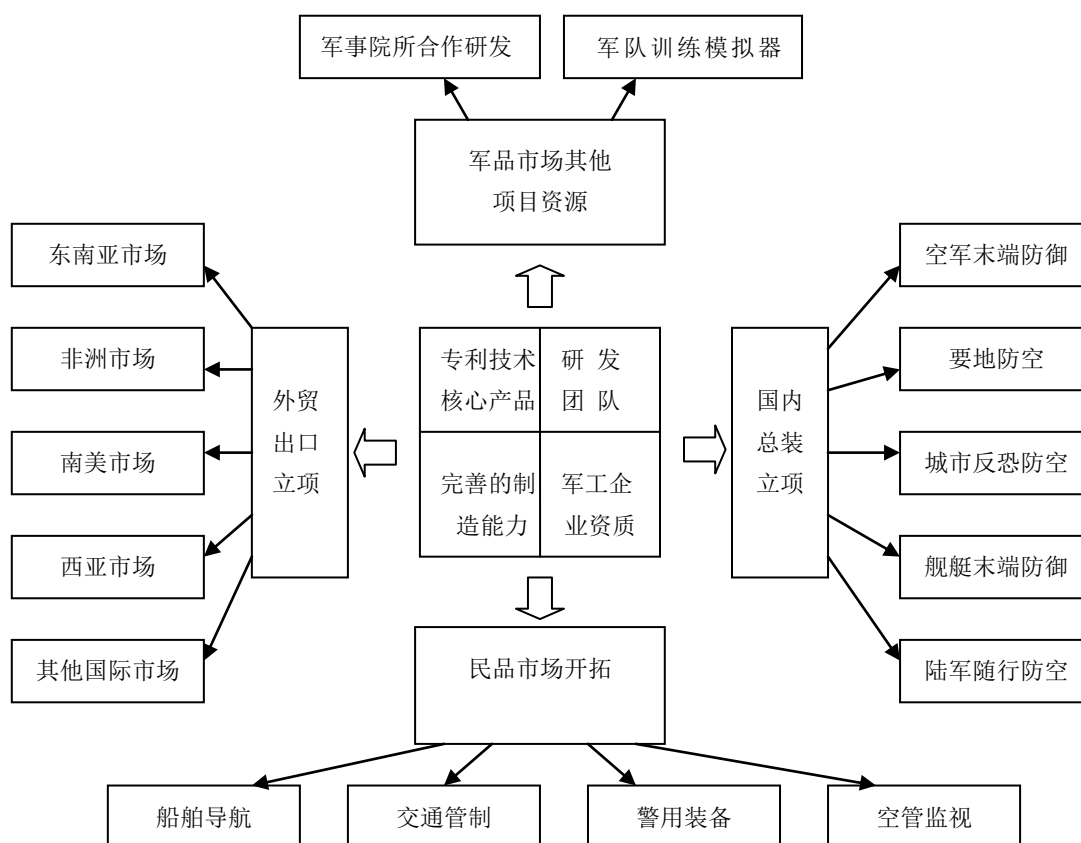 军事院所合作研发
军队训练模拟器
军品市场其他
项目资源
东南亚市场
非洲市场
南美市场
西亚市场
其他国际市场
外贸
出口
立项
专利技术
核心产品
研 发
团 队
完善的制
造能力
军工企
业资质
国内
总装
立项
空军末端防御
要地防空
城市反恐防空
舰艇末端防御
陆军随行防空
民品市场开拓
船舶导航
交通管制
警用装备
空管监视